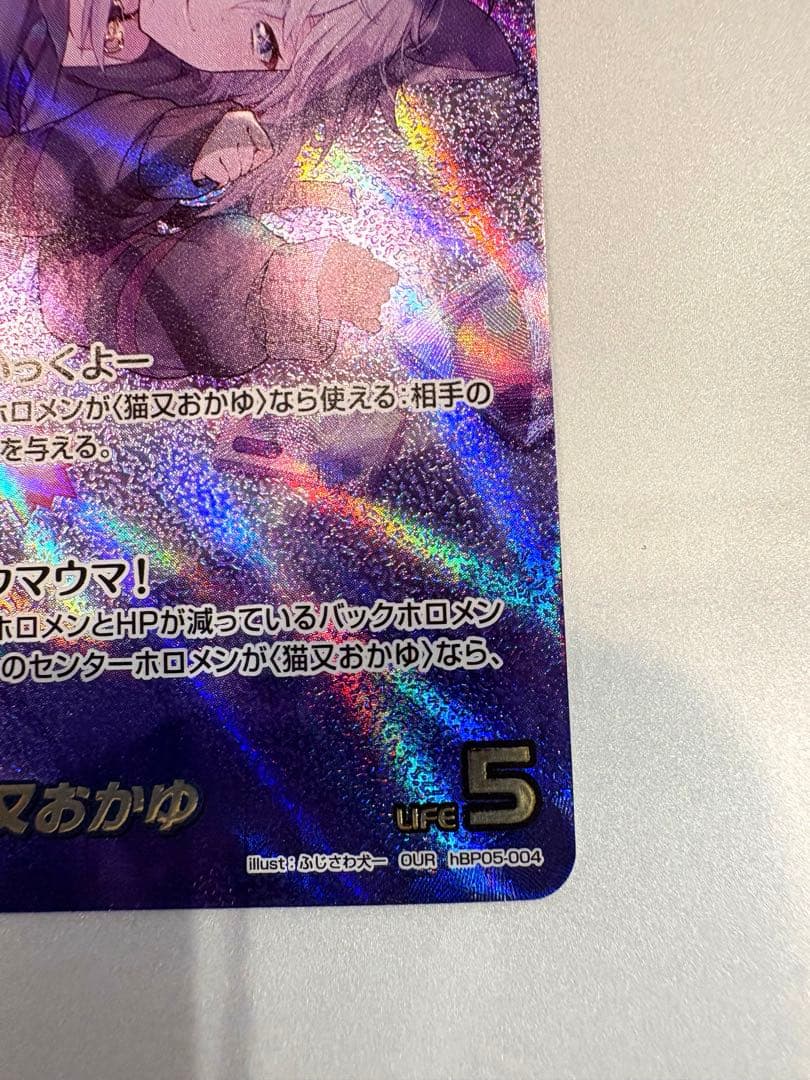 いっくよー
ホロメンが〈猫又おかゆ〉なら使える：相手の
を与える。
ウマウマ！
ホロメンとHPが減っているバックホロメン
のセンターホロメンが〈猫又おかゆ〉なら、
又おかゆ
LIFE 5
illust：ふじさわ犬一 OUR hBP05-004